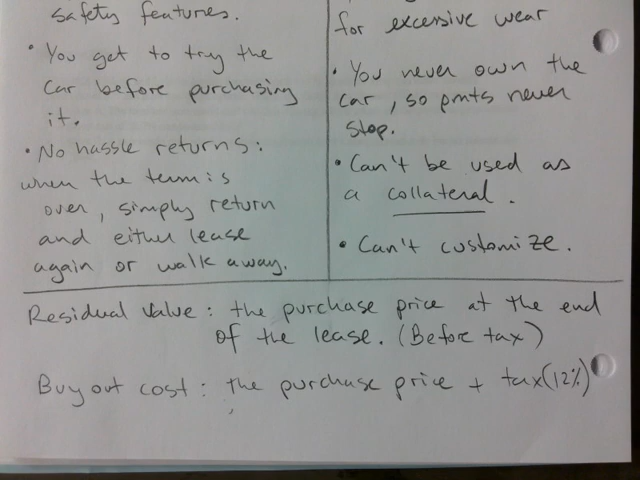 safety features.
• You get to try the
car before purchasing
it.
• No hassle returns:
when the term is
over, simply return
and either lease
again or walk away.
for excessive wear
• You never own the
car, so pmts never
stop.
• Can't be used as
a collateral.
• Can't customize.
Residual Value: the purchase price at the end
of the lease. (Before tax)
Buy out cost: the purchase price + tax (12%)